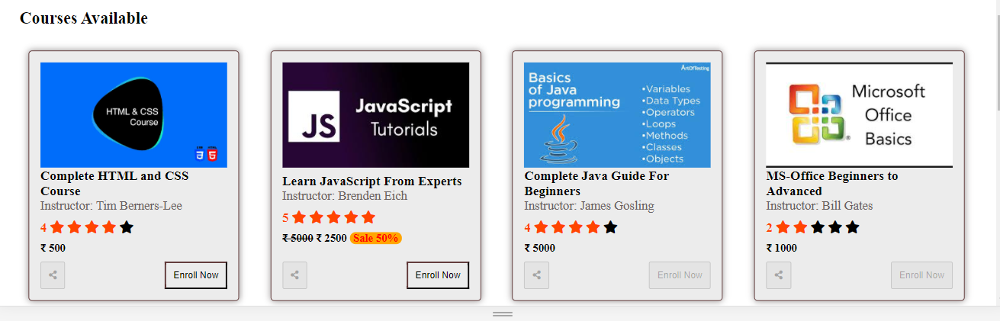 Courses Available
HTML & CSS
Course
Complete HTML and CSS
Course
Instructor: Tim Berners-Lee
4
₹ 500
Enroll Now
JS
JavaScript
Tutorials
Learn JavaScript From Experts
Instructor: Brenden Eich
5
₹ 5000 ₹ 2500 Sale 50%
Enroll Now
ArtOfTesting
Basics
of Java
programming
•Variables
•Data Types
•Operators
•Loops
•Methods
•Classes
•Objects
Java
Complete Java Guide For
Beginners
Instructor: James Gosling
4
₹ 5000
Enroll Now
Microsoft
Office
Basics
®
MS-Office Beginners to
Advanced
Instructor: Bill Gates
2
₹ 1000
Enroll Now